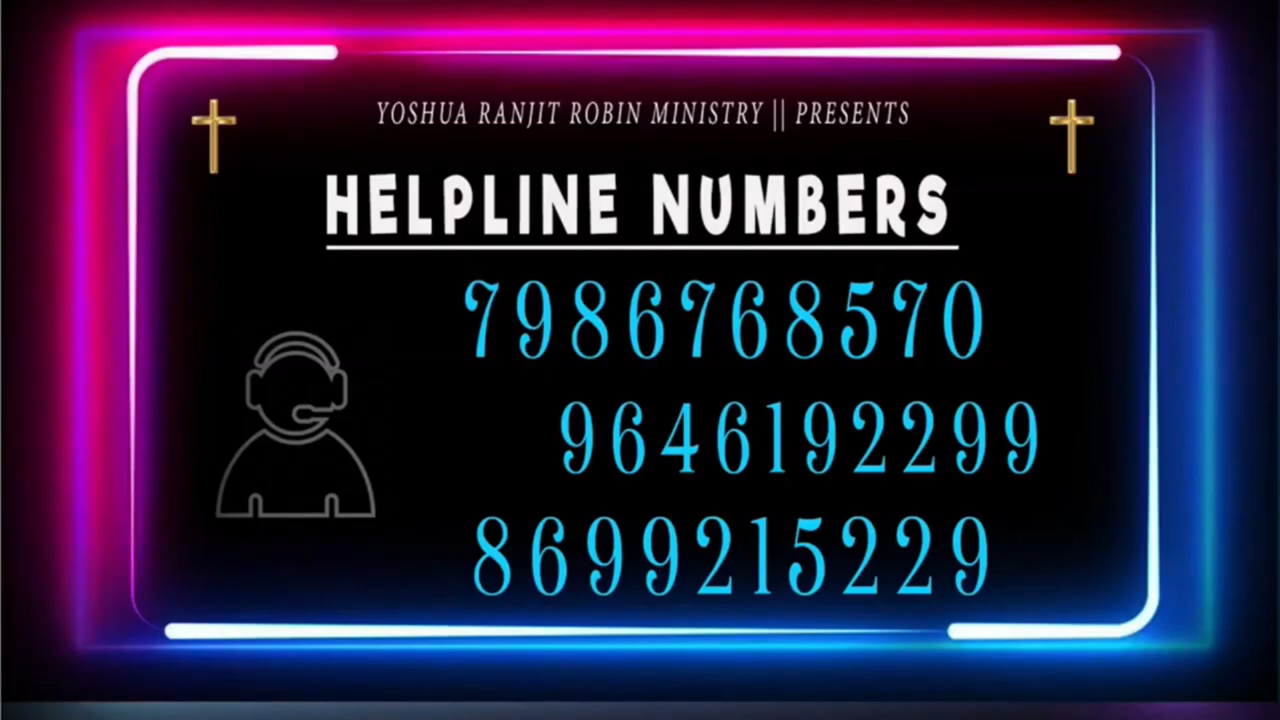 YOSHUA RANJIT ROBIN MINISTRY || PRESENTS
HELPLINE NUMBERS
7986768570
9646192299
8699215229